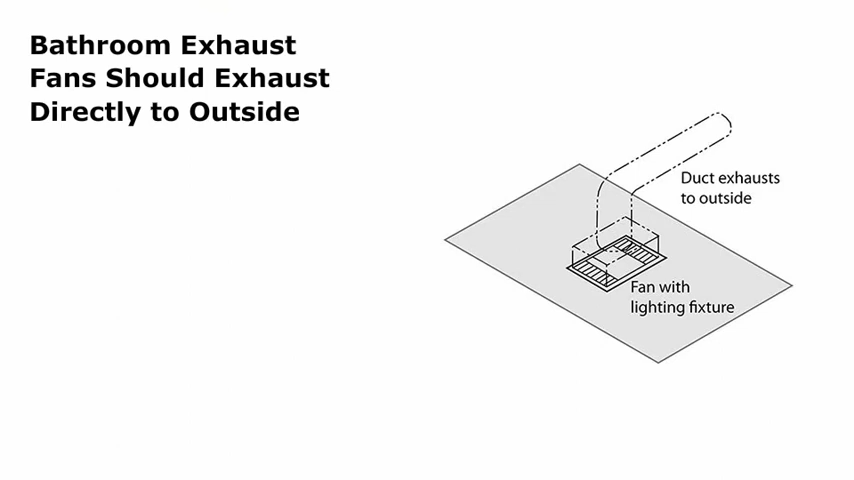 Bathroom Exhaust
Fans Should Exhaust
Directly to Outside
Duct exhausts
to outside
Fan with
lighting fixture